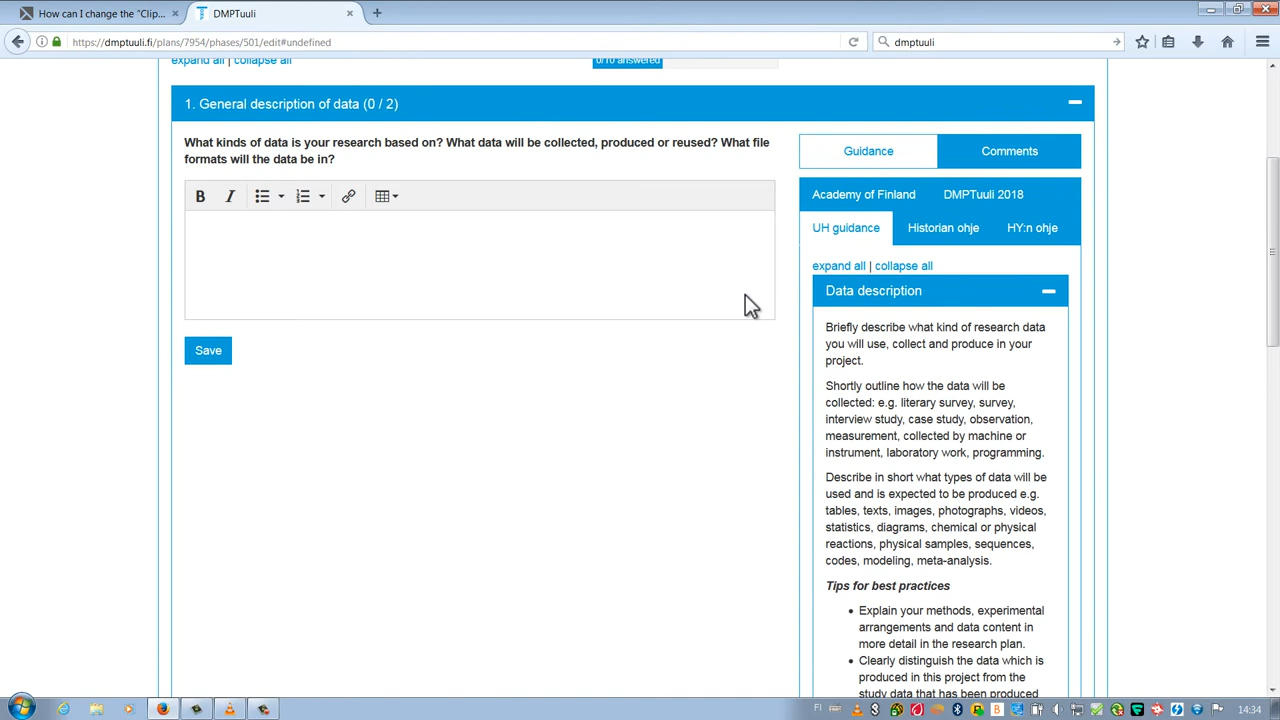 How can I change the "Clip...
DMPTuuli
https://dmptuuli.fi/plans/7954/phases/501/edit#undefined
dmptuuli
expand all | collapse all
0/10 answered
1. General description of data (0 / 2)
What kinds of data is your research based on? What data will be collected, produced or reused? What file
formats will the data be in?
B I
Save
Guidance
Comments
Academy of Finland
DMPTuuli 2018
UH guidance
Historian ohje
HY:n ohje
expand all | collapse all
Data description
Briefly describe what kind of research data
you will use, collect and produce in your
project.
Shortly outline how the data will be
collected: e.g. literary survey, survey,
interview study, case study, observation,
measurement, collected by machine or
instrument, laboratory work, programming.
Describe in short what types of data will be
used and is expected to be produced e.g.
tables, texts, images, photographs, videos,
statistics, diagrams, chemical or physical
reactions, physical samples, sequences,
codes, modeling, meta-analysis.
Tips for best practices
• Explain your methods, experimental
arrangements and data content in
more detail in the research plan.
• Clearly distinguish the data which is
produced in this project from the
study data that has been produced
FI
14:34